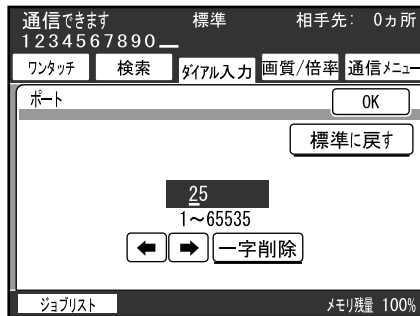 通信できます 標準 相手先: 0ヵ所
1234567890
ワンタッチ 検索 ダイアル入力 画質/倍率 通信メニュー
ポート OK
標準に戻す
25
1~65535
← → 一字削除
ジョブリスト メモリ残量 100%